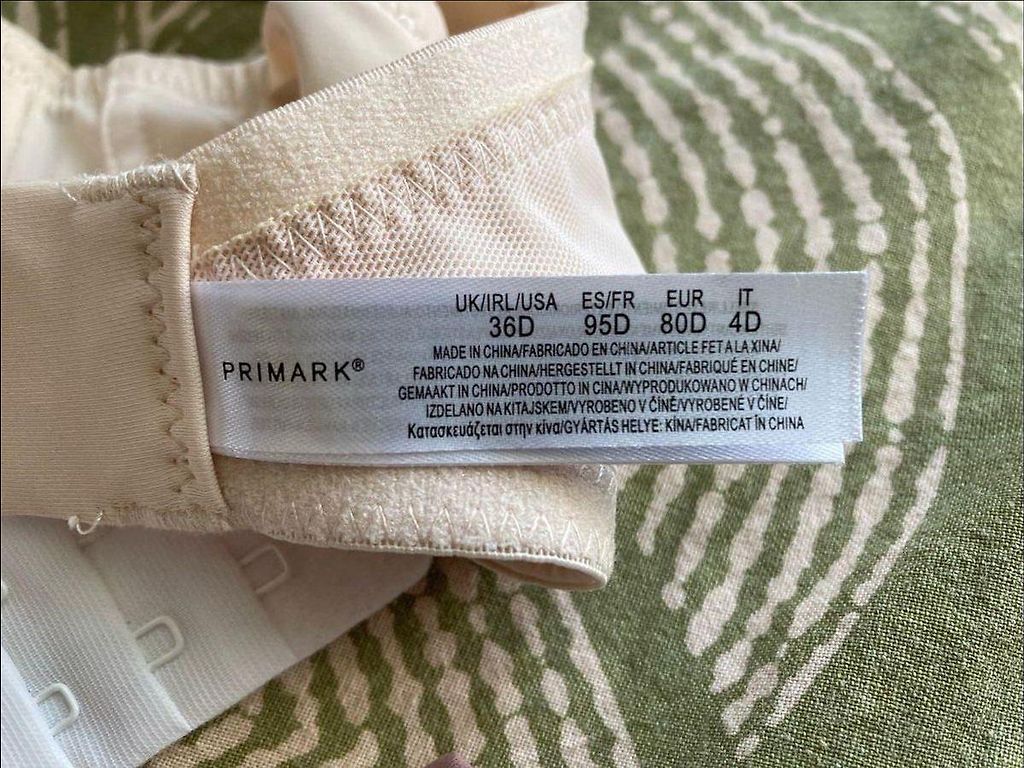 UK/IRL/USA ES/FR EUR IT
36D 95D 80D 4D
PRIMARK®
MADE IN CHINA/FABRICADO EN CHINA/ARTICLE FET A LA XINA/
FABRICADO NA CHINA/HERGESTELLT IN CHINA/FABRIQUÉ EN CHINE/
GEMAAKT IN CHINA/PRODOTTO IN CINA/WYPRODUKOWANO W CHINACH/
IZDELANO NA KITAJSKEM/VYROBENO V ČÍNĚ/VYROBENÉ V ČÍNE/
Κατασκευάζεται στην κίνα/GYÁRTÁS HELYE: KÍNA/FABRICAT ÎN CHINA